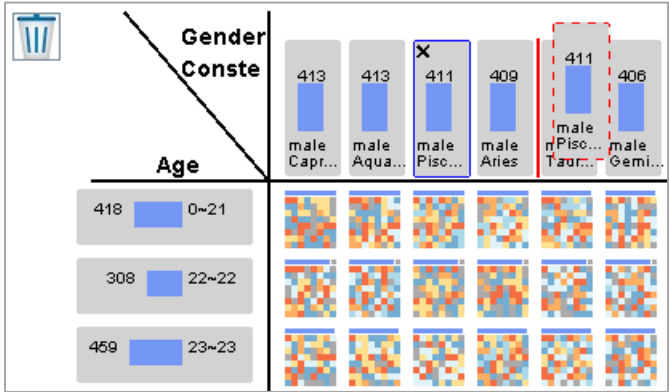 Gender
Conste
Age
413
male
Capr...
413
male
Aqua...
411
male
Pisc...
409
male
Aries
411
male
Pisc...
Taur...
406
male
Gemi...
418 0~21
308 22~22
459 23~23